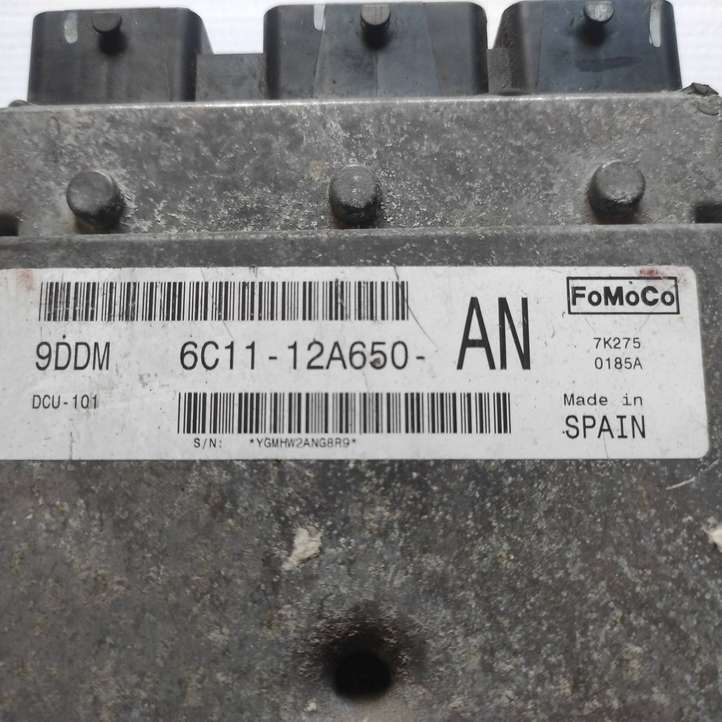 FoMoCo
9DDM 6C11-12A650- AN
7K275
0185A
DCU-101
Made in
SPAIN
S/N: *YGMHW2ANG8R9*